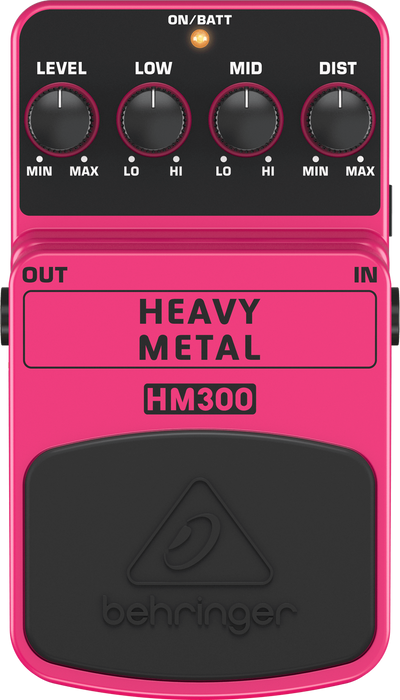 ON/BATT
LEVEL LOW MID DIST
MIN MAX LO HI LO HI MIN MAX
OUT IN
HEAVY
METAL
HM300
behringer